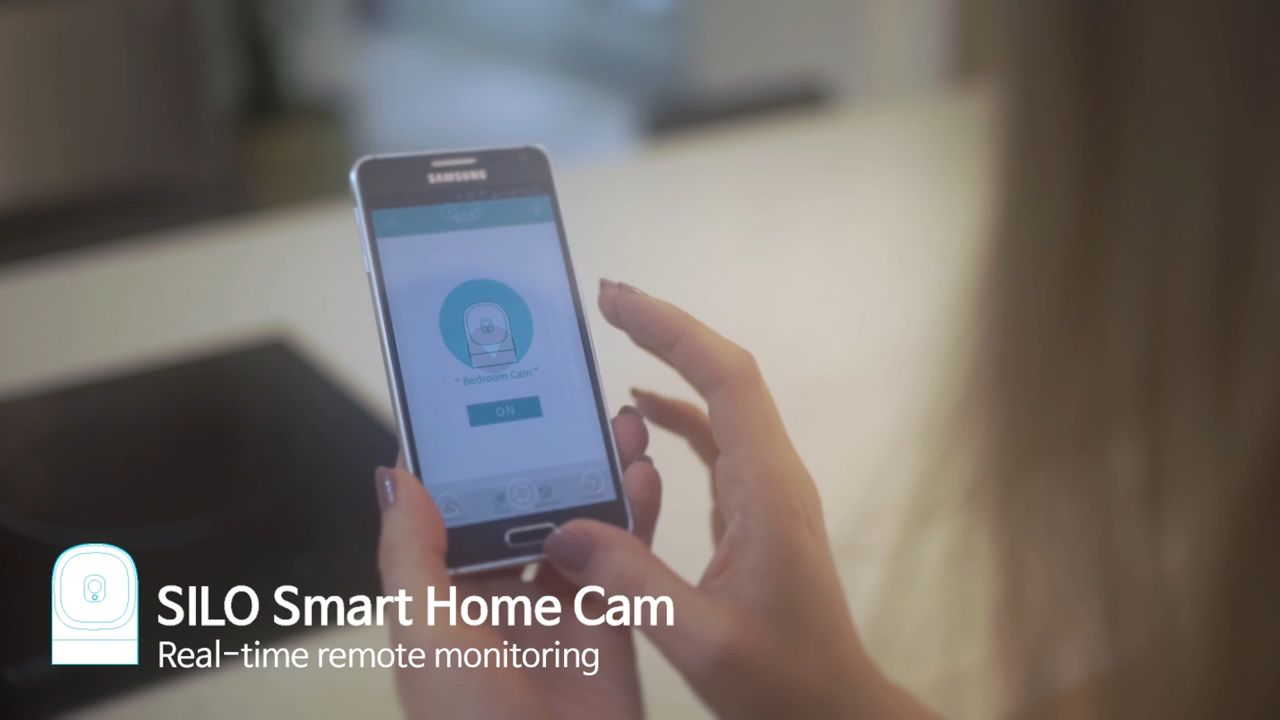 SAMSUNG
" Bedroom Cam "
ON
SILO Smart Home Cam
Real-time remote monitoring